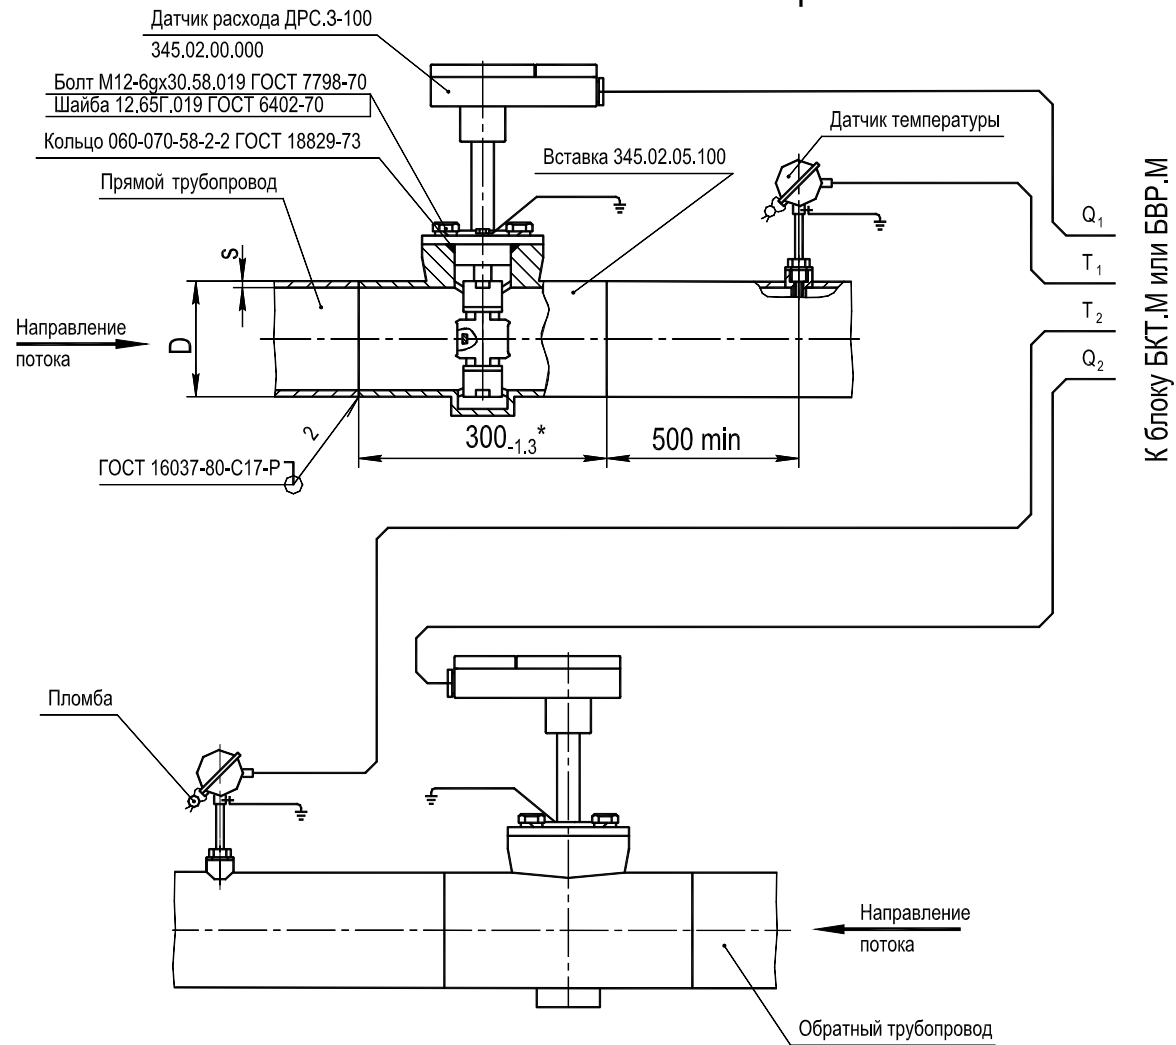 Датчик расхода ДРС.З-100
345.02.00.000
Болт М12-6gх30.58.019 ГОСТ 7798-70
Шайба 12.65Г.019 ГОСТ 6402-70
Кольцо 060-070-58-2-2 ГОСТ 18829-73
Прямой трубопровод
Вставка 345.02.05.100
Датчик температуры
К блоку БКТ.М или БВР.М
Q1
T1
T2
Q2
S
D
Направление
потока
2
300-1.3*
500 min
ГОСТ 16037-80-С17-Р
Пломба
Направление
потока
Обратный трубопровод